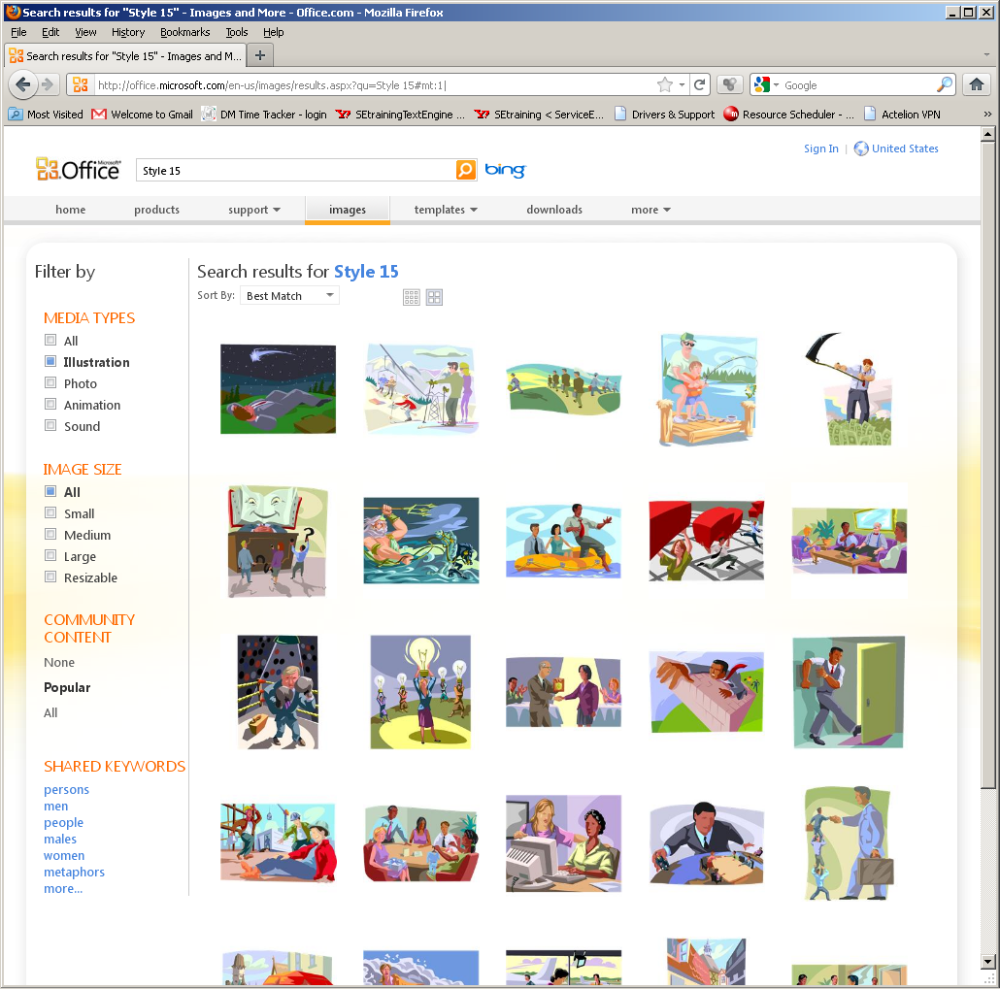 Search results for "Style 15" - Images and More - Office.com - Mozilla Firefox
File Edit View History Bookmarks Tools Help
Search results for "Style 15" - Images and M...
http://office.microsoft.com/en-us/images/results.aspx?qu=Style 15#mt:1
Google
Most Visited Welcome to Gmail DM Time Tracker - login SEtrainingTextEngine ... SEtraining < ServiceE... Drivers & Support Resource Scheduler - ... Actelion VPN »
Sign In | United States
Microsoft®
Office
Style 15
bing
home products support images templates downloads more
Filter by
Search results for Style 15
Sort By: Best Match
MEDIA TYPES
All
Illustration
Photo
Animation
Sound
IMAGE SIZE
All
Small
Medium
Large
Resizable
COMMUNITY
CONTENT
None
Popular
All
SHARED KEYWORDS
persons
men
people
males
women
metaphors
more...
?